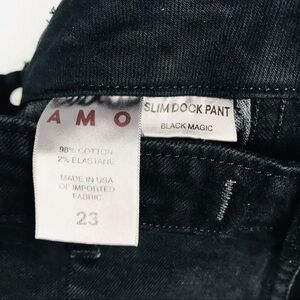 AMO
98% COTTON
2% ELASTANE
MADE IN USA
OF IMPORTED
FABRIC
23
SLIM DOCK PANT
BLACK MAGIC